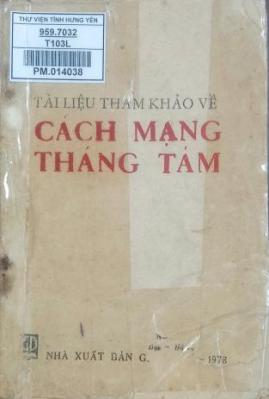 THƯ VIỆN TỈNH HƯNG YÊN
959.7032
T103L
PM.014038
TÀI LIỆU THAM KHẢO VỀ
CÁCH MẠNG
THÁNG TÁM
NHÀ XUẤT BẢN G. – 1978